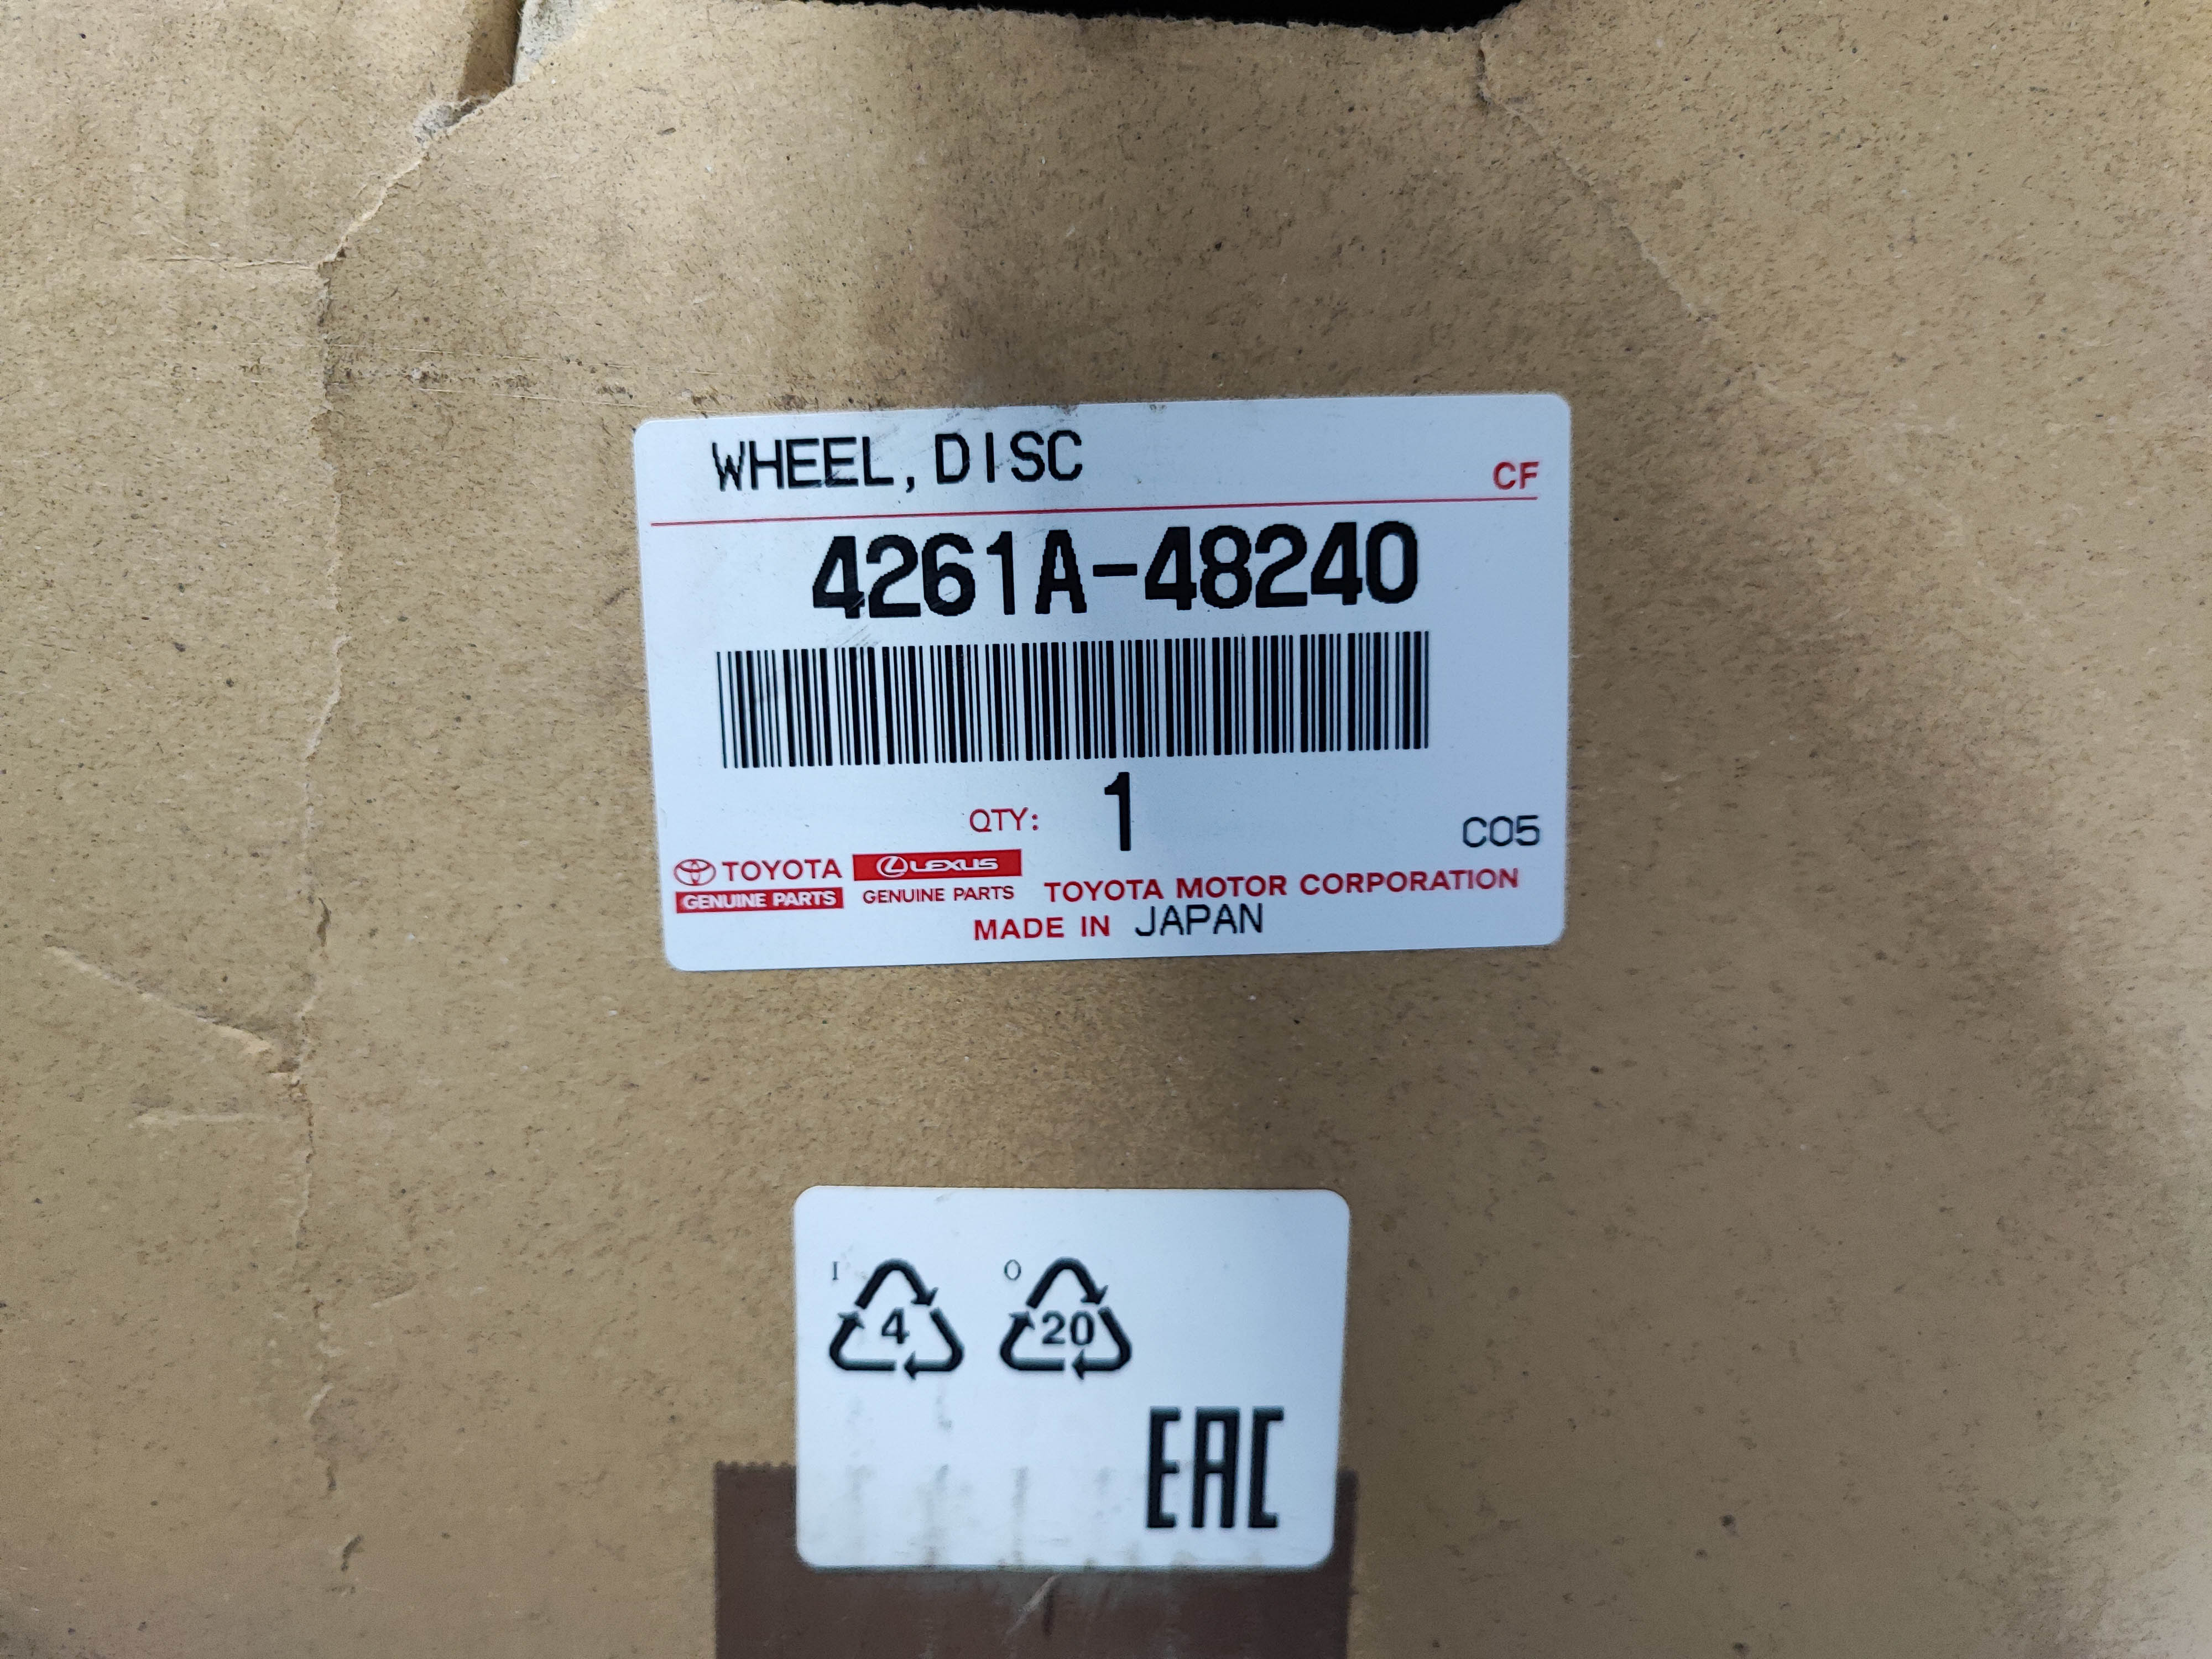 WHEEL, DISC
CF
4261A-48240
QTY: 1
C05
TOYOTA LEXUS
GENUINE PARTS GENUINE PARTS TOYOTA MOTOR CORPORATION
MADE IN JAPAN
I 4 O 20
EAC